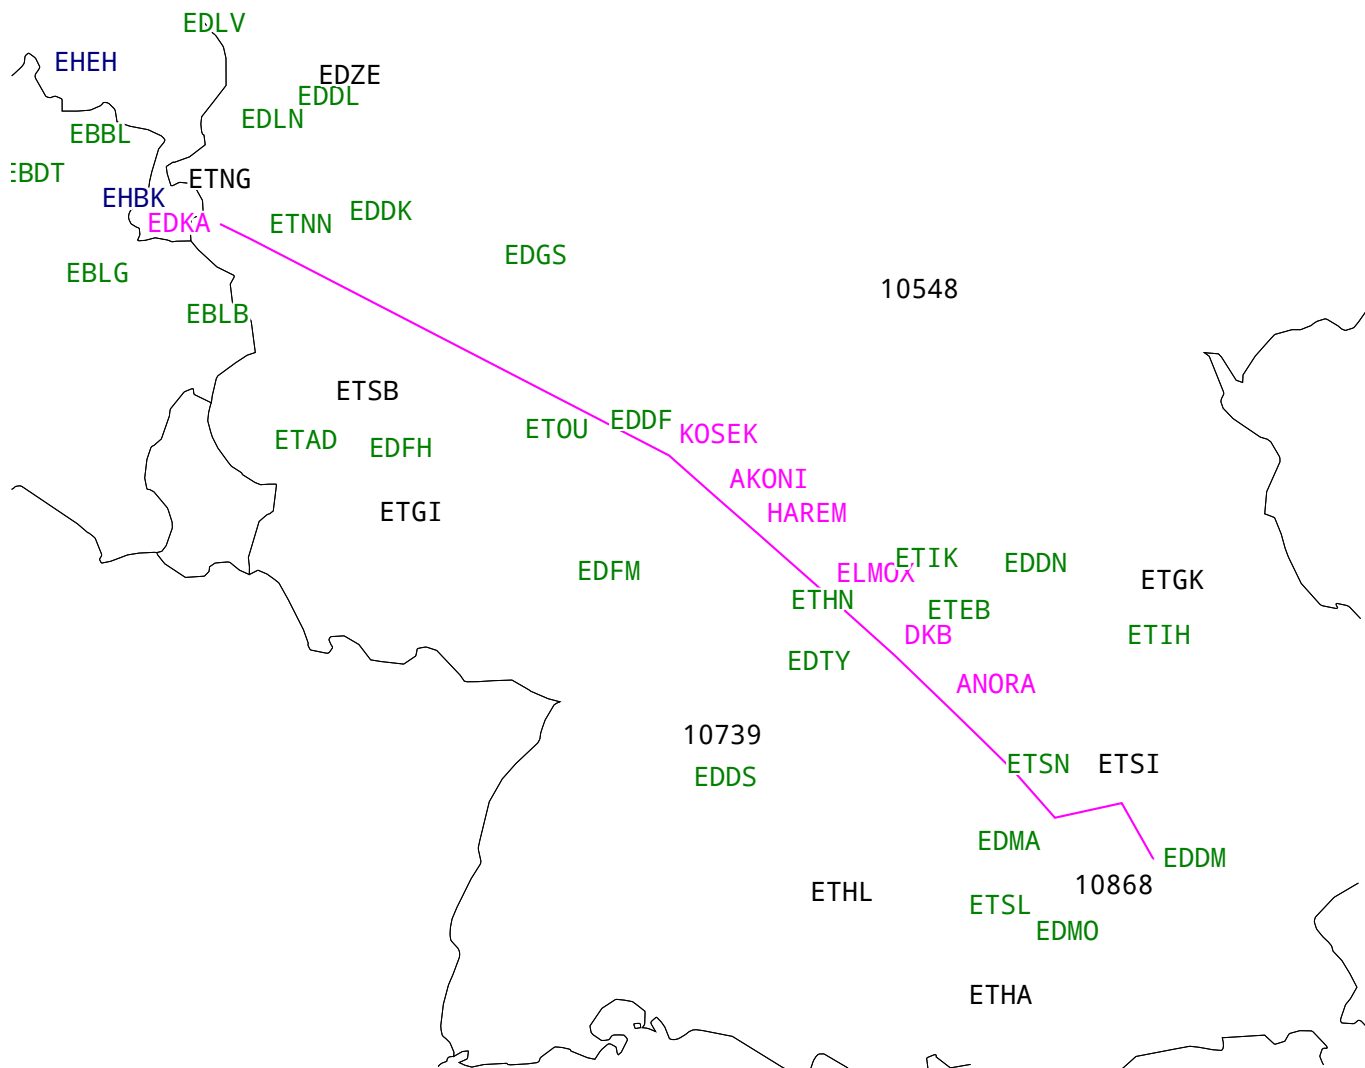 EDLV
EHEH
EDZE
EDDL
EDLN
EBBL
EBDT
ETNG
EHBK
EDKA
EDDK
ETNN
EDGS
EBLG
10548
EBLB
ETSB
EDDF
ETOU
KOSEK
ETAD
EDFH
AKONI
ETGI
HAREM
ETIK
EDDN
EDFM
ELMOX
ETGK
ETHN
ETEB
DKB
ETIH
EDTY
ANORA
10739
ETSN
ETSI
EDDS
EDMA
EDDM
10868
ETHL
ETSL
EDMO
ETHA